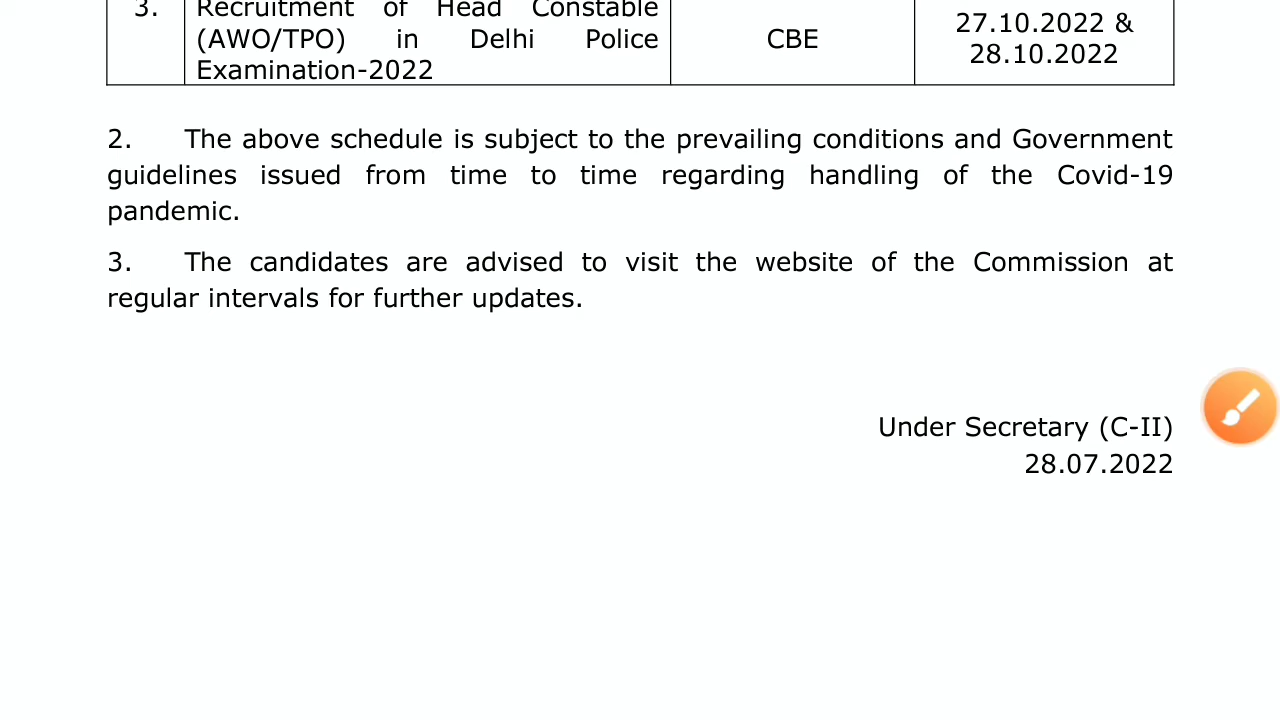 3. Recruitment of Head Constable
(AWO/TPO) in Delhi Police
Examination-2022
CBE
27.10.2022 &
28.10.2022
2. The above schedule is subject to the prevailing conditions and Government
guidelines issued from time to time regarding handling of the Covid-19
pandemic.
3. The candidates are advised to visit the website of the Commission at
regular intervals for further updates.
Under Secretary (C-II)
28.07.2022